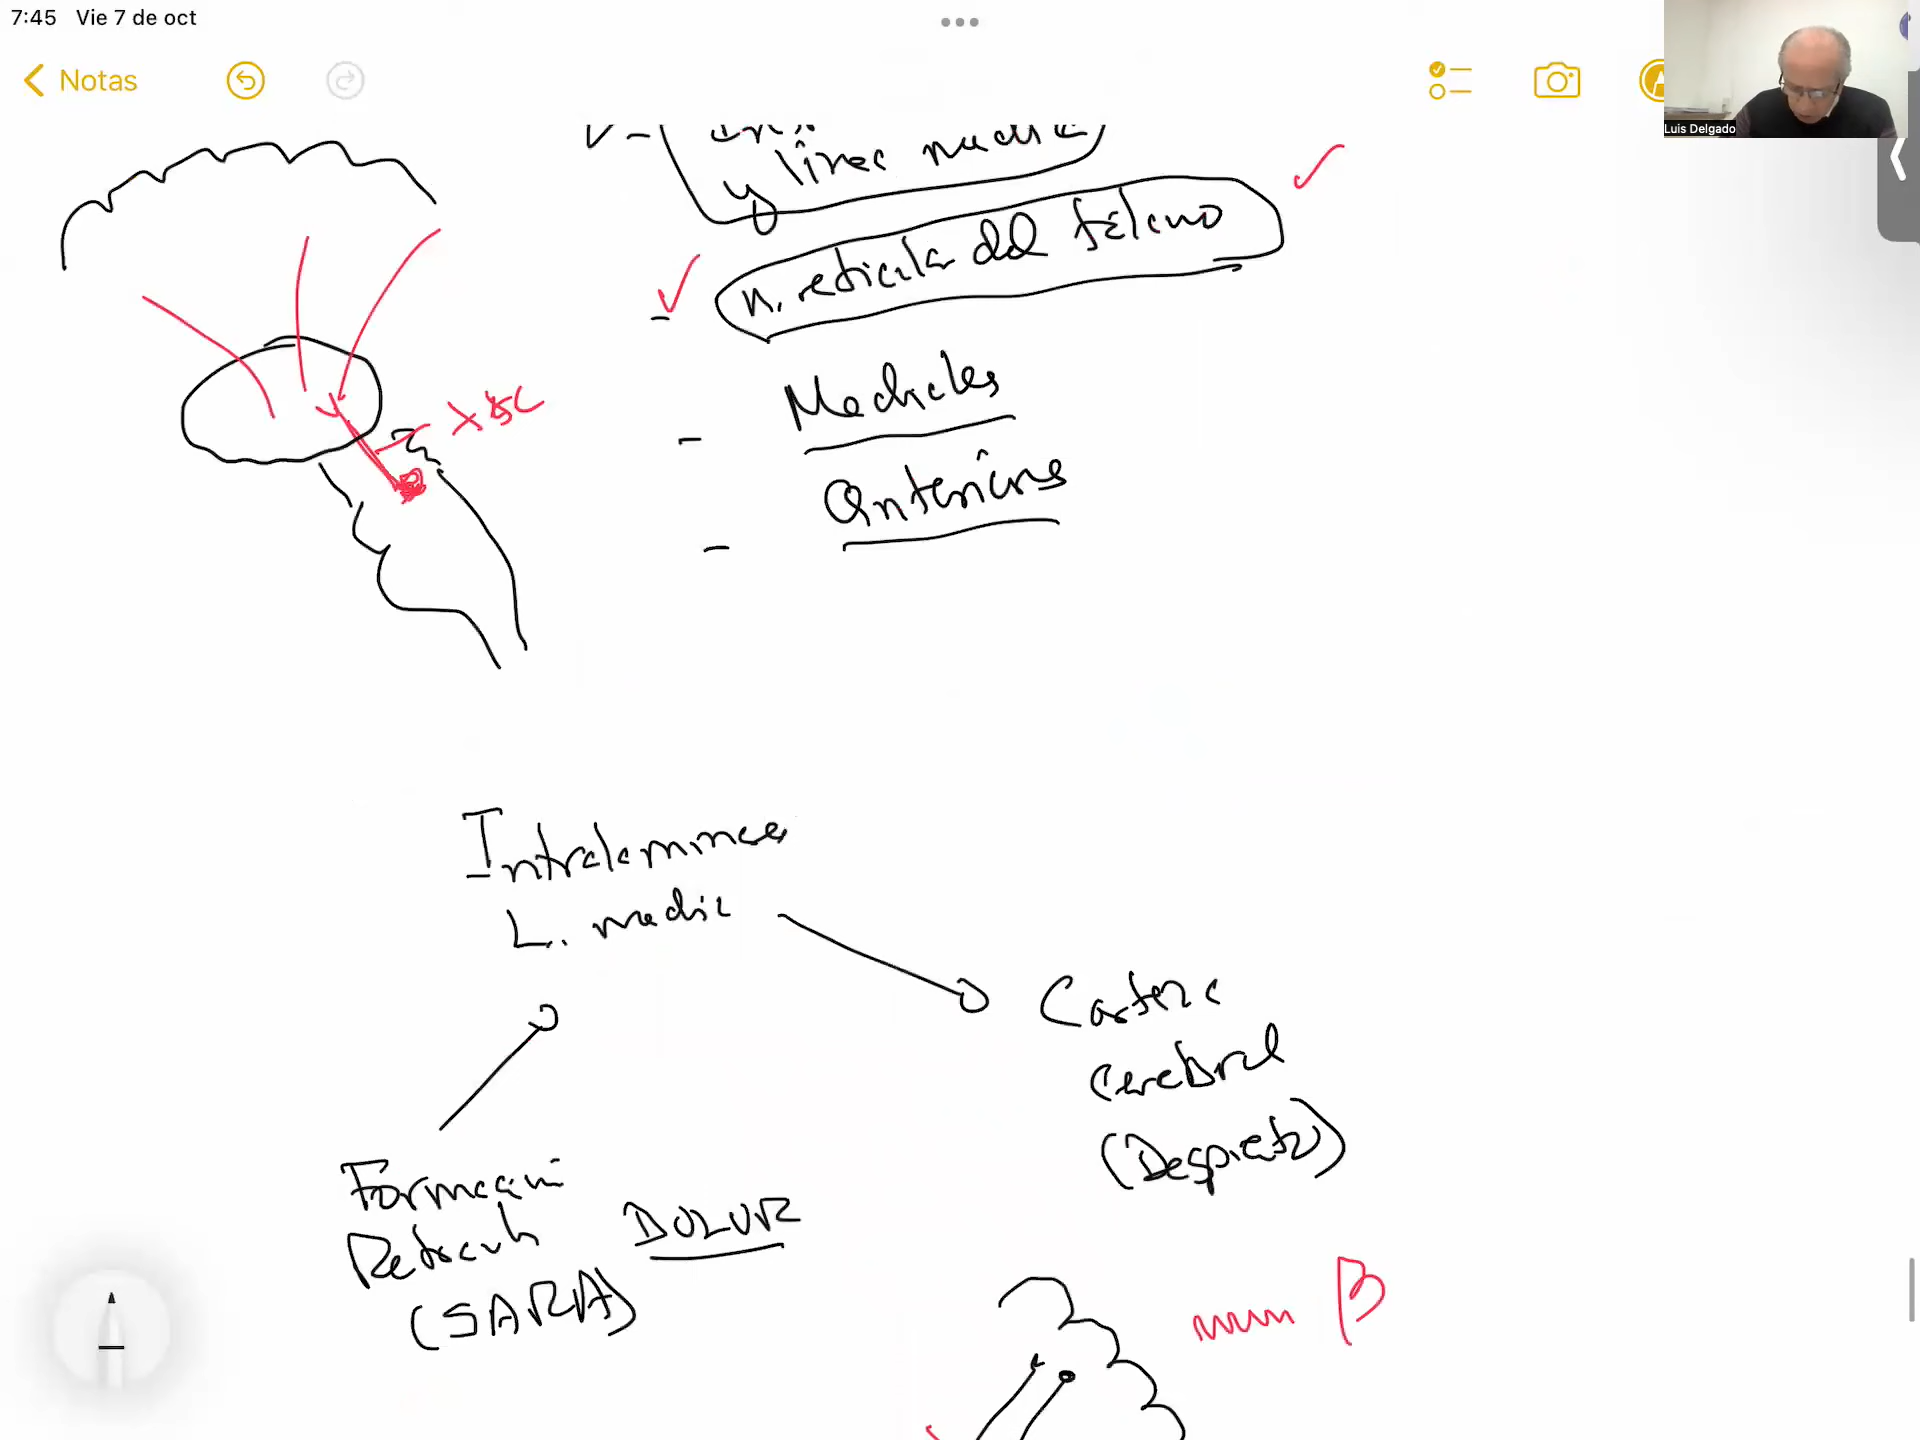 7:45 Vie 7 de oct
Notas
Luis Delgado
y línea media
n. reticular del tálamo
Mediales
Anteriores
Intralaminares
L. media
Corteza
cerebral
(Despierto)
Formación
Reticular
DOLOR
(SARA)
β